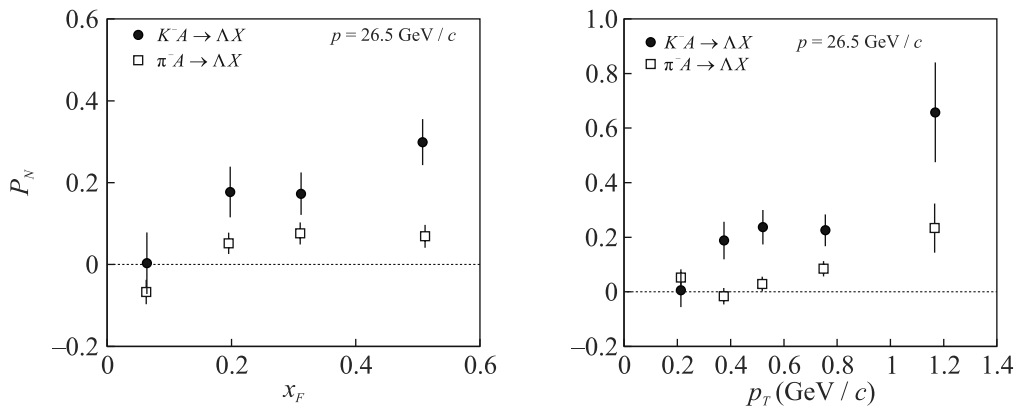 0.6
K⁻A → ΛX
p = 26.5 GeV / c
π⁻A → ΛX
0.4
P_N
0.2
0
−0.2
0 0.2 0.4 0.6
x_F
1.0
K⁻A → ΛX
p = 26.5 GeV / c
π⁻A → ΛX
0.8
0.6
0.4
0.2
0
−0.2
0 0.2 0.4 0.6 0.8 1 1.2 1.4
p_T (GeV / c)